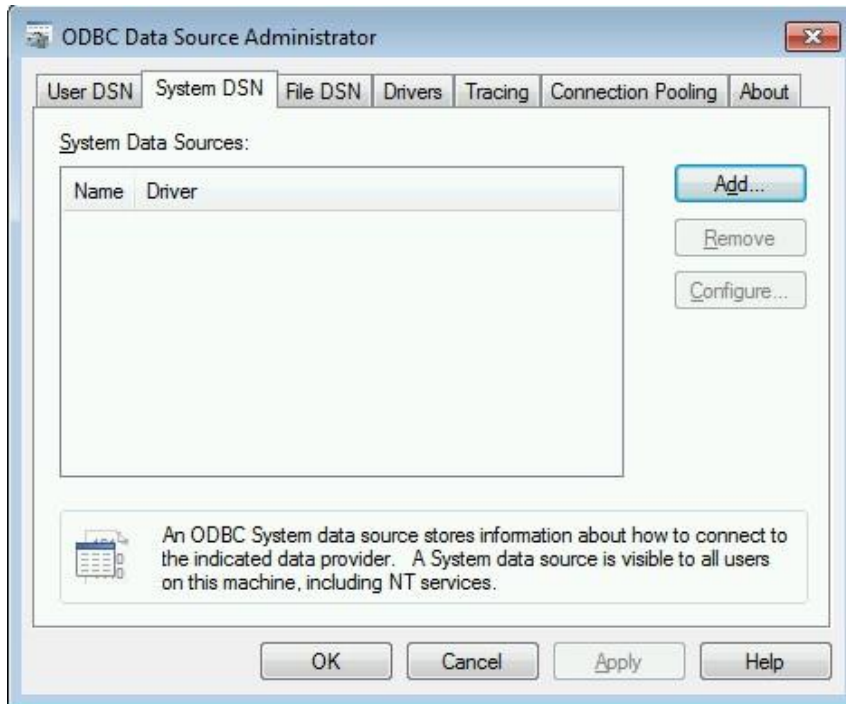 ODBC Data Source Administrator
User DSN System DSN File DSN Drivers Tracing Connection Pooling About
System Data Sources:
Name Driver
Add...
Remove
Configure...
An ODBC System data source stores information about how to connect to
the indicated data provider. A System data source is visible to all users
on this machine, including NT services.
OK Cancel Apply Help